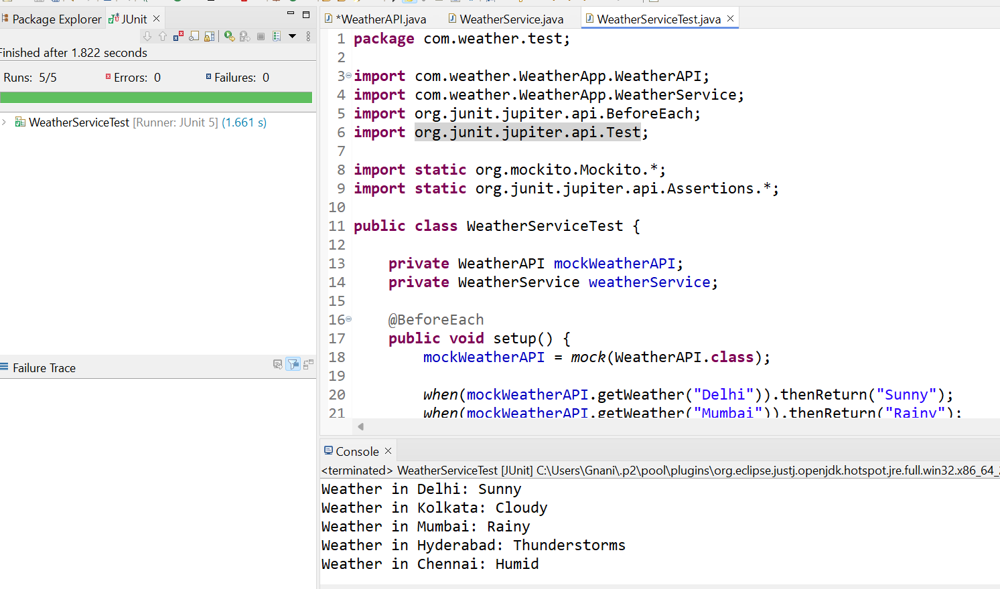 Package Explorer JUnit
Finished after 1.822 seconds
Runs: 5/5 Errors: 0 Failures: 0
WeatherServiceTest [Runner: JUnit 5] (1.661 s)
Failure Trace
*WeatherAPI.java WeatherService.java WeatherServiceTest.java
1 package com.weather.test;
2
3 import com.weather.WeatherApp.WeatherAPI;
4 import com.weather.WeatherApp.WeatherService;
5 import org.junit.jupiter.api.BeforeEach;
6 import org.junit.jupiter.api.Test;
7
8 import static org.mockito.Mockito.*;
9 import static org.junit.jupiter.api.Assertions.*;
10
11 public class WeatherServiceTest {
12
13 private WeatherAPI mockWeatherAPI;
14 private WeatherService weatherService;
15
16 @BeforeEach
17 public void setup() {
18 mockWeatherAPI = mock(WeatherAPI.class);
19
20 when(mockWeatherAPI.getWeather("Delhi")).thenReturn("Sunny");
21 when(mockWeatherAPI.getWeather("Mumbai")).thenReturn("Rainy");
Console
<terminated> WeatherServiceTest [JUnit] C:\Users\Gnani\.p2\pool\plugins\org.eclipse.justj.openjdk.hotspot.jre.full.win32.x86_64_
Weather in Delhi: Sunny
Weather in Kolkata: Cloudy
Weather in Mumbai: Rainy
Weather in Hyderabad: Thunderstorms
Weather in Chennai: Humid